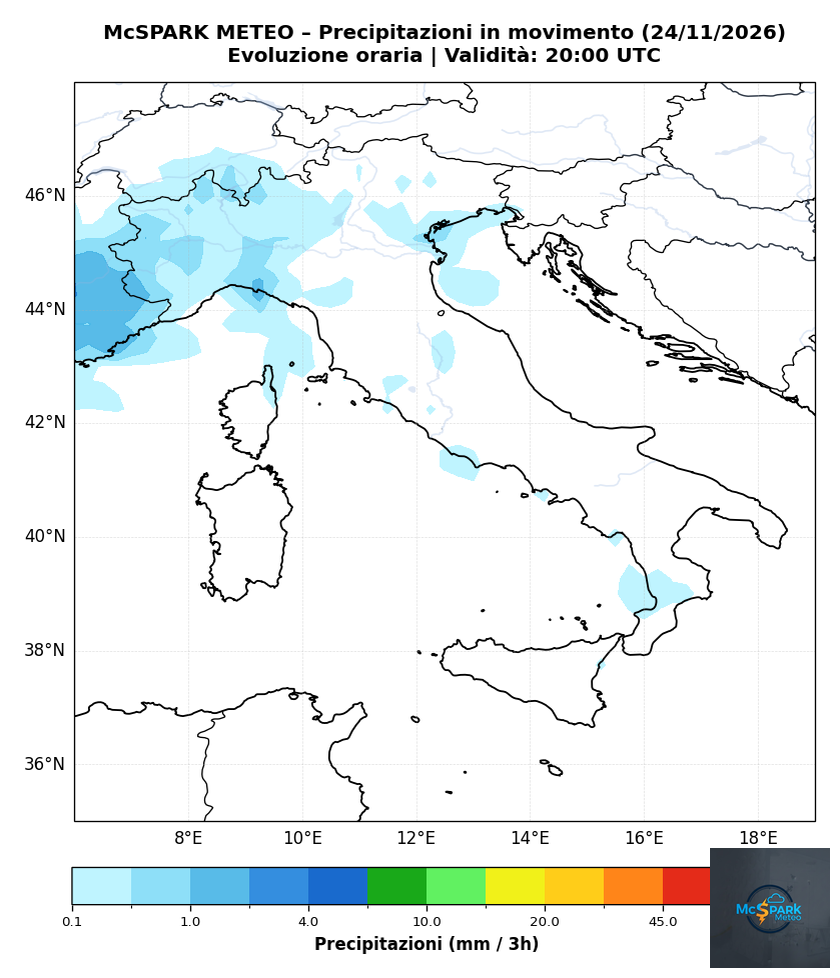 McSPARK METEO – Precipitazioni in movimento (24/11/2026)
Evoluzione oraria | Validità: 20:00 UTC
46°N
44°N
42°N
40°N
38°N
36°N
8°E 10°E 12°E 14°E 16°E 18°E
0.1 1.0 4.0 10.0 20.0 45.0
Precipitazioni (mm / 3h)
McSPARK
Meteo